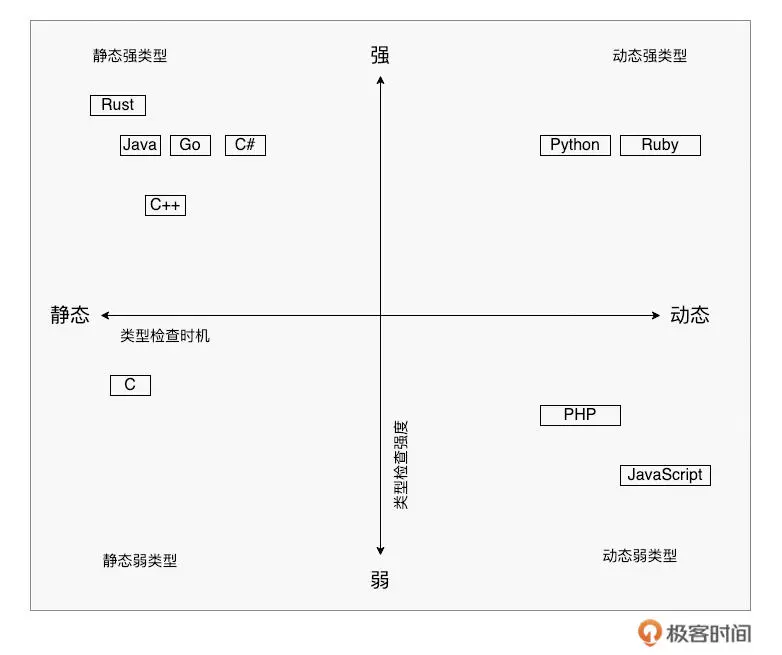 静态强类型
强
动态强类型
Rust
Java
Go
C#
Python
Ruby
C++
静态
动态
类型检查时机
C
PHP
类型检查强度
JavaScript
静态弱类型
动态弱类型
弱
极客时间